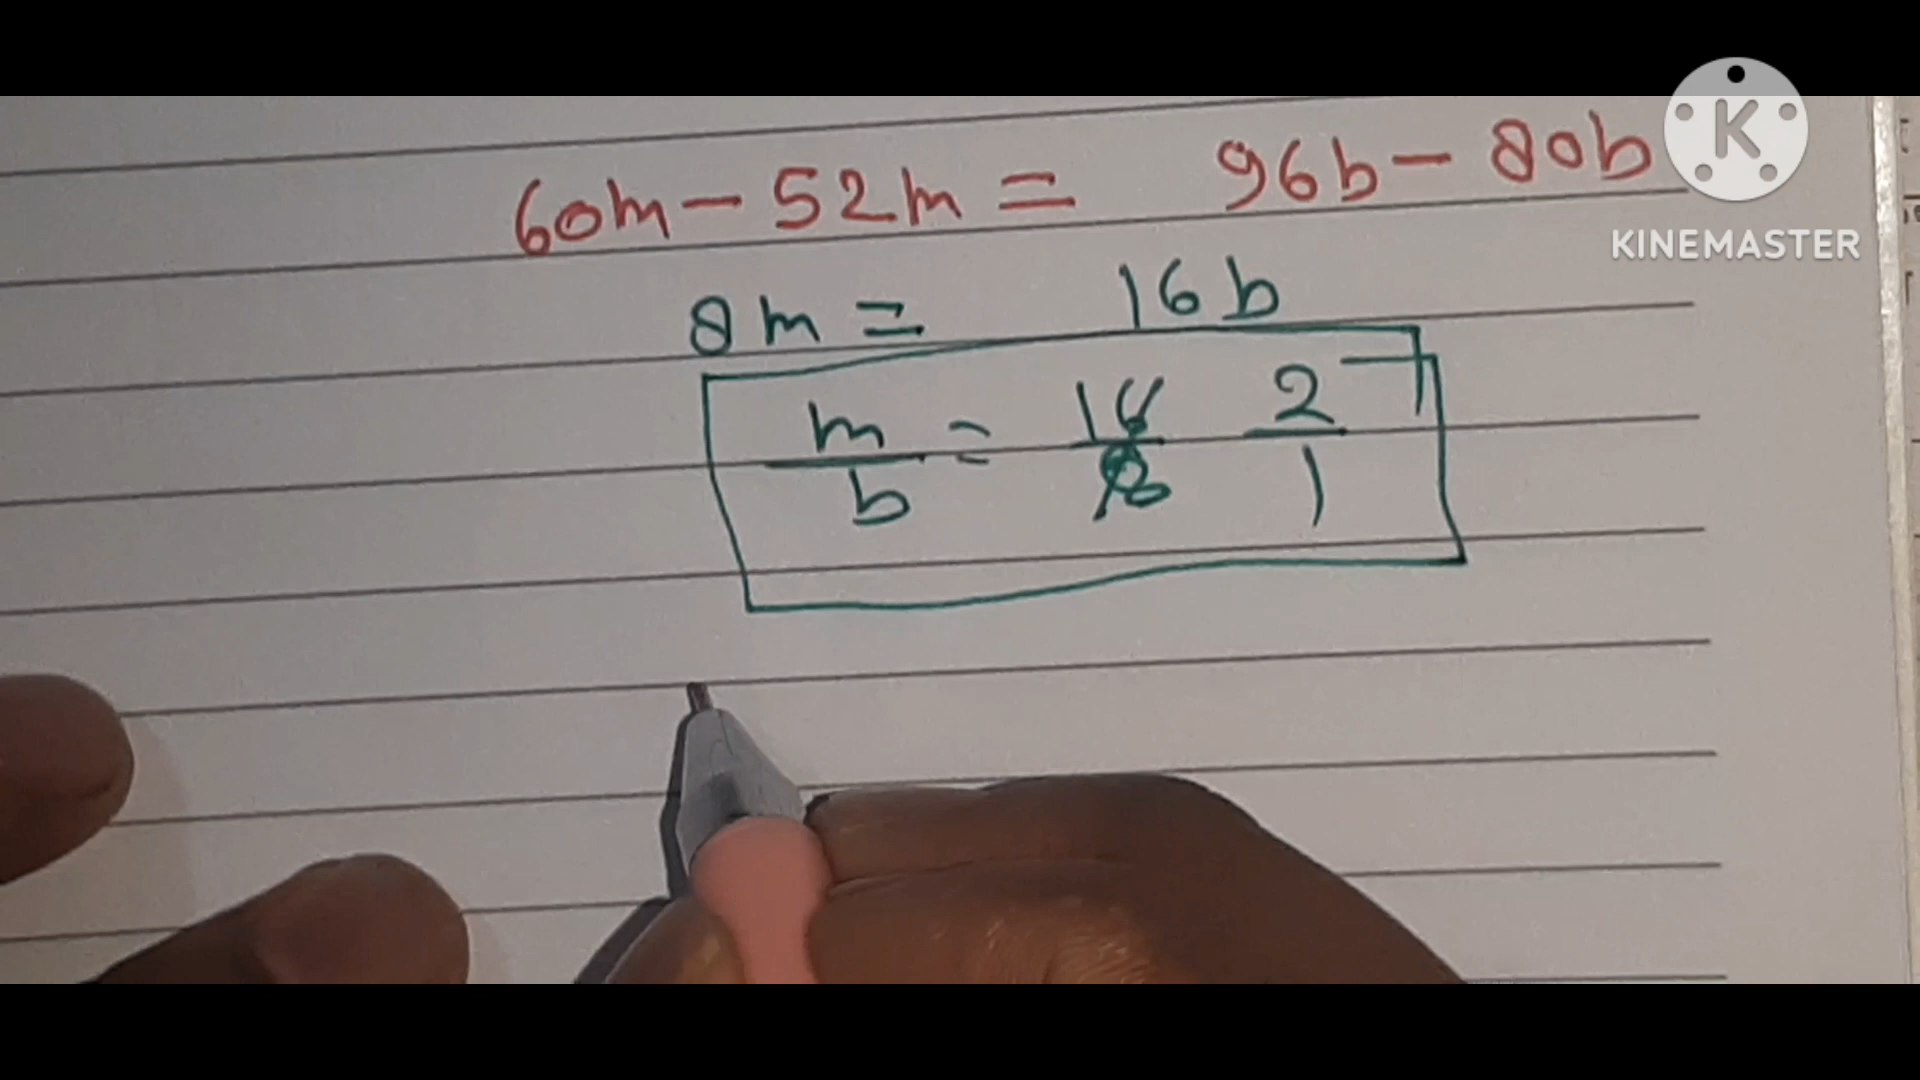 60m - 52m = 96b - 80b
8m = 16b
m/b = 16/8 2/1
K
KINEMASTER